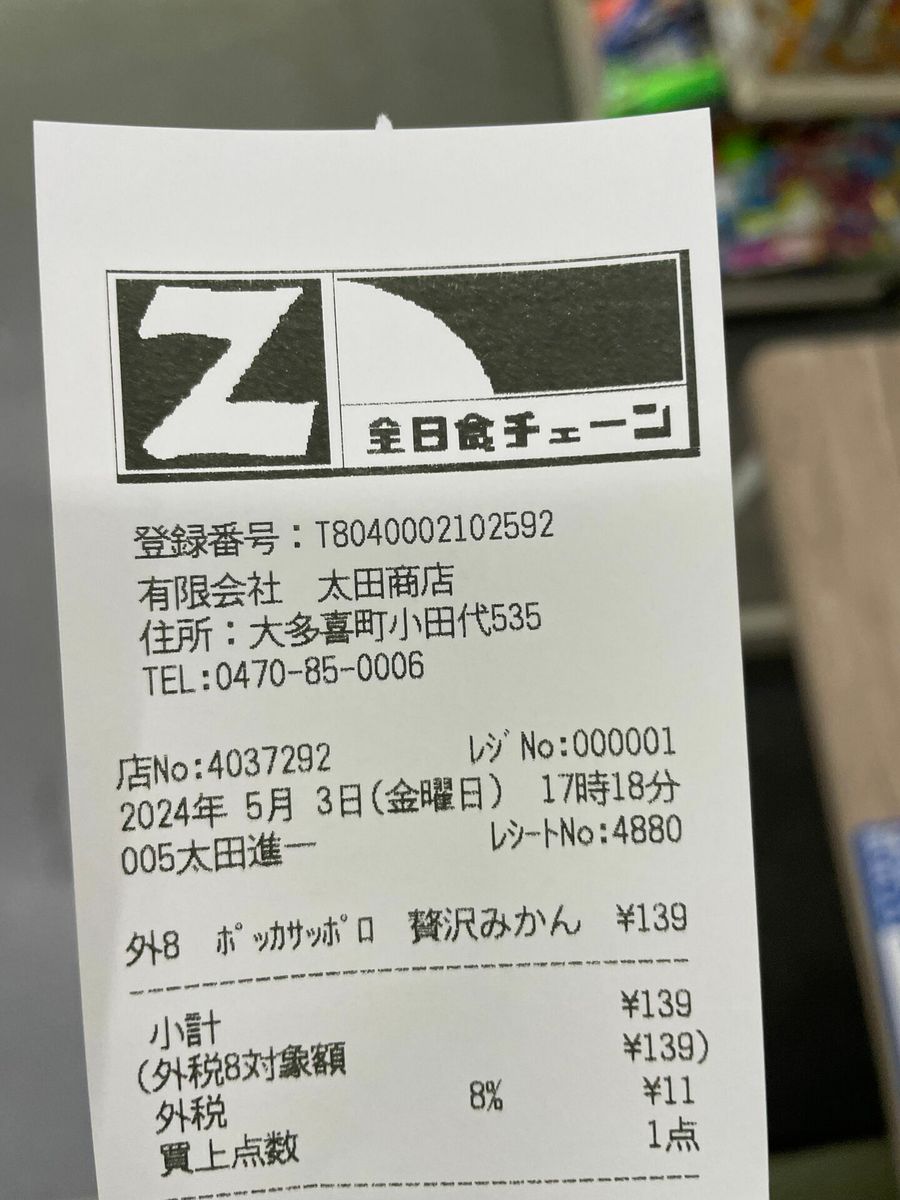 Z
全日食チェーン
登録番号：T8040002102592
有限会社　太田商店
住所：大多喜町小田代535
TEL:0470-85-0006
店No:4037292 ﾚｼﾞNo:000001
2024年 5月 3日(金曜日) 17時18分
005太田進一 ﾚｼｰﾄNo:4880
外8 ﾎﾟｯｶｻｯﾎﾟﾛ 贅沢みかん ¥139
小計 ¥139
(外税8対象額 ¥139)
外税 8% ¥11
買上点数 1点